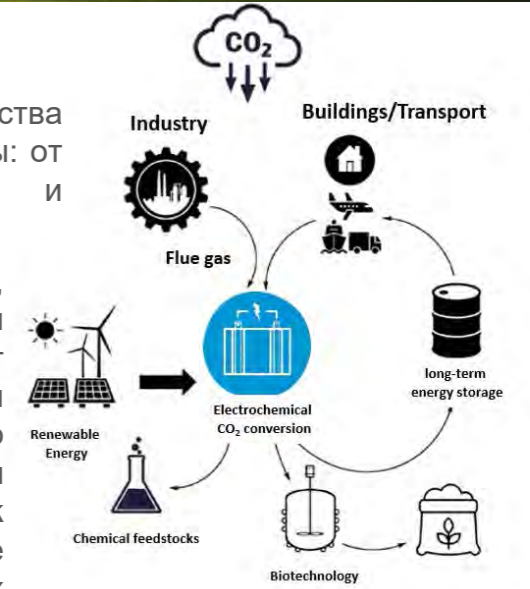 CO₂
ства
Industry
Buildings/Transport
ы: от
и
Flue gas
long-term
energy storage
Electrochemical
CO₂ conversion
Renewable
Energy
Chemical feedstocks
Biotechnology